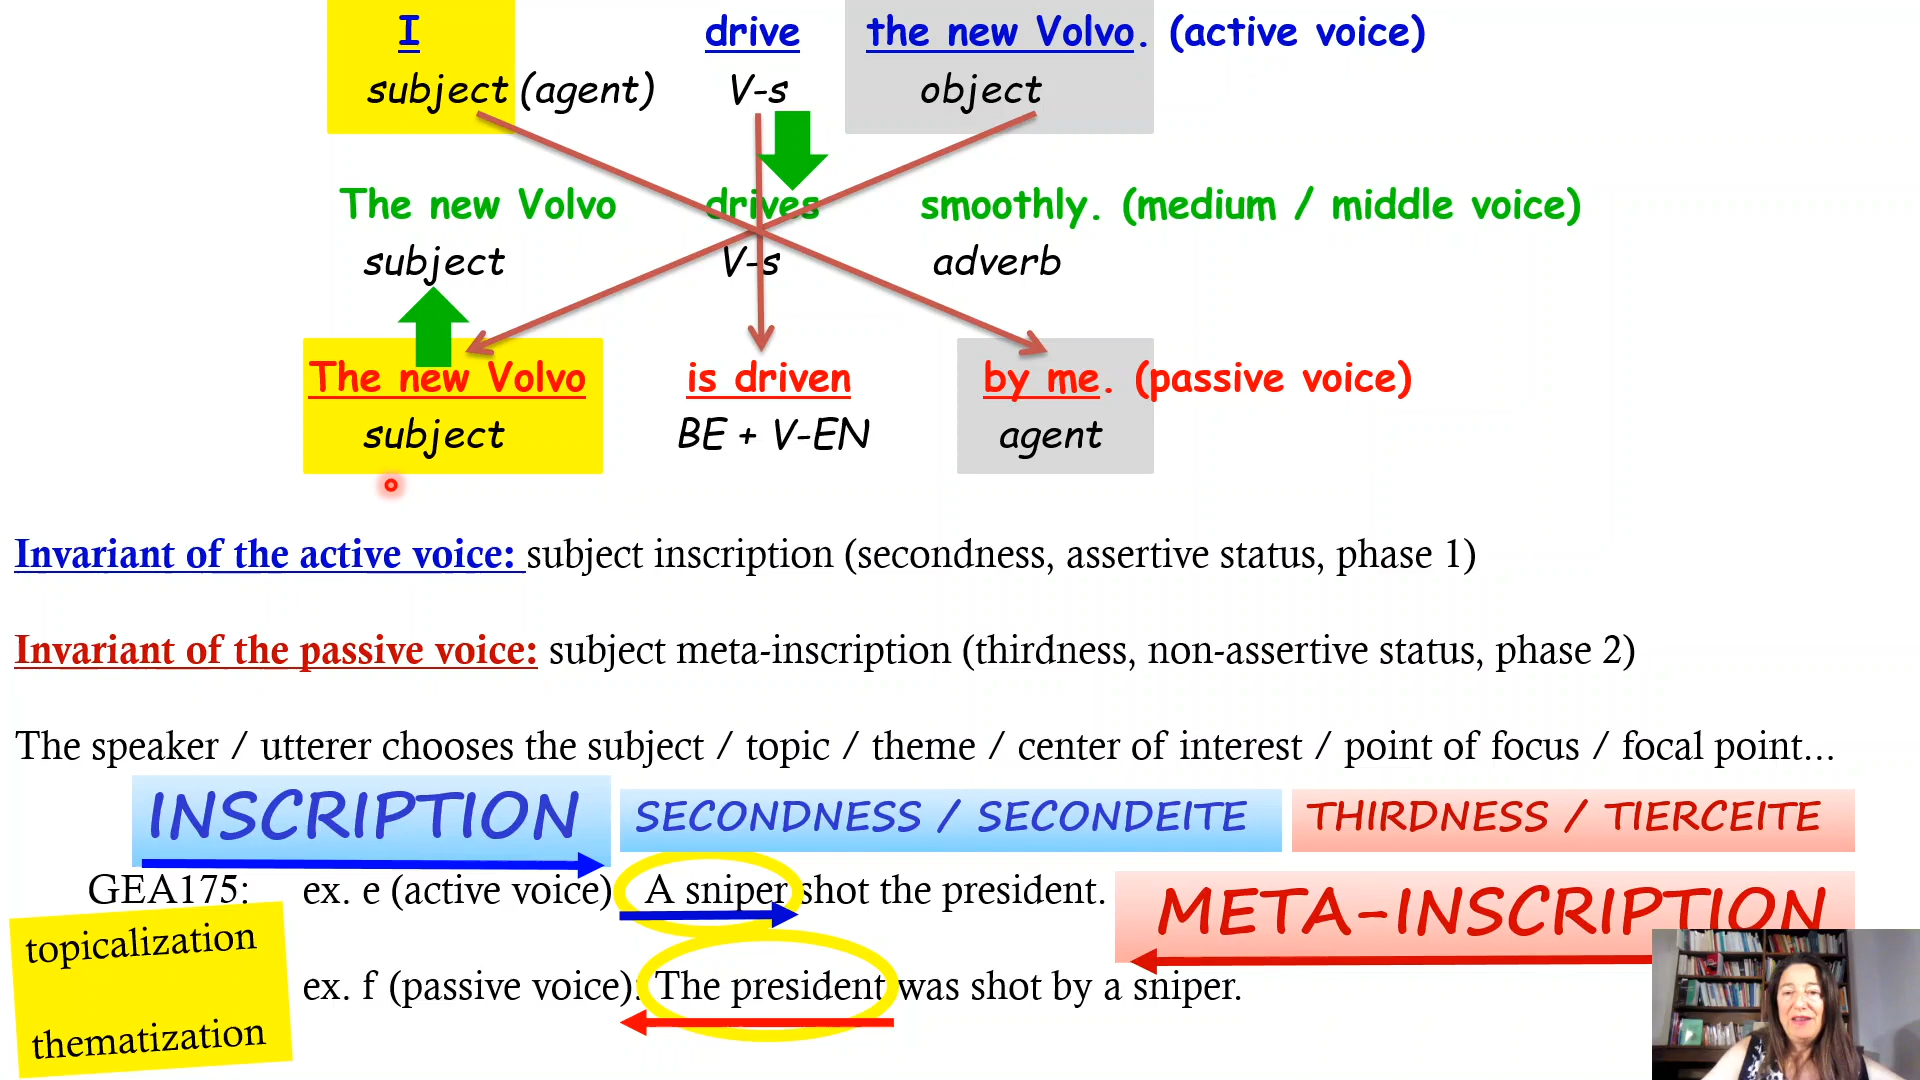 I drive the new Volvo. (active voice)
subject (agent) V-s object
The new Volvo drives smoothly. (medium / middle voice)
subject V-s adverb
The new Volvo is driven by me. (passive voice)
subject BE + V-EN agent
Invariant of the active voice: subject inscription (secondness, assertive status, phase 1)
Invariant of the passive voice: subject meta-inscription (thirdness, non-assertive status, phase 2)
The speaker / utterer chooses the subject / topic / theme / center of interest / point of focus / focal point...
INSCRIPTION SECONDNESS / SECONDEITE THIRDNESS / TIERCEITE
GEA175: ex. e (active voice) A sniper shot the president.
META-INSCRIPTION
topicalization
ex. f (passive voice): The president was shot by a sniper.
thematization